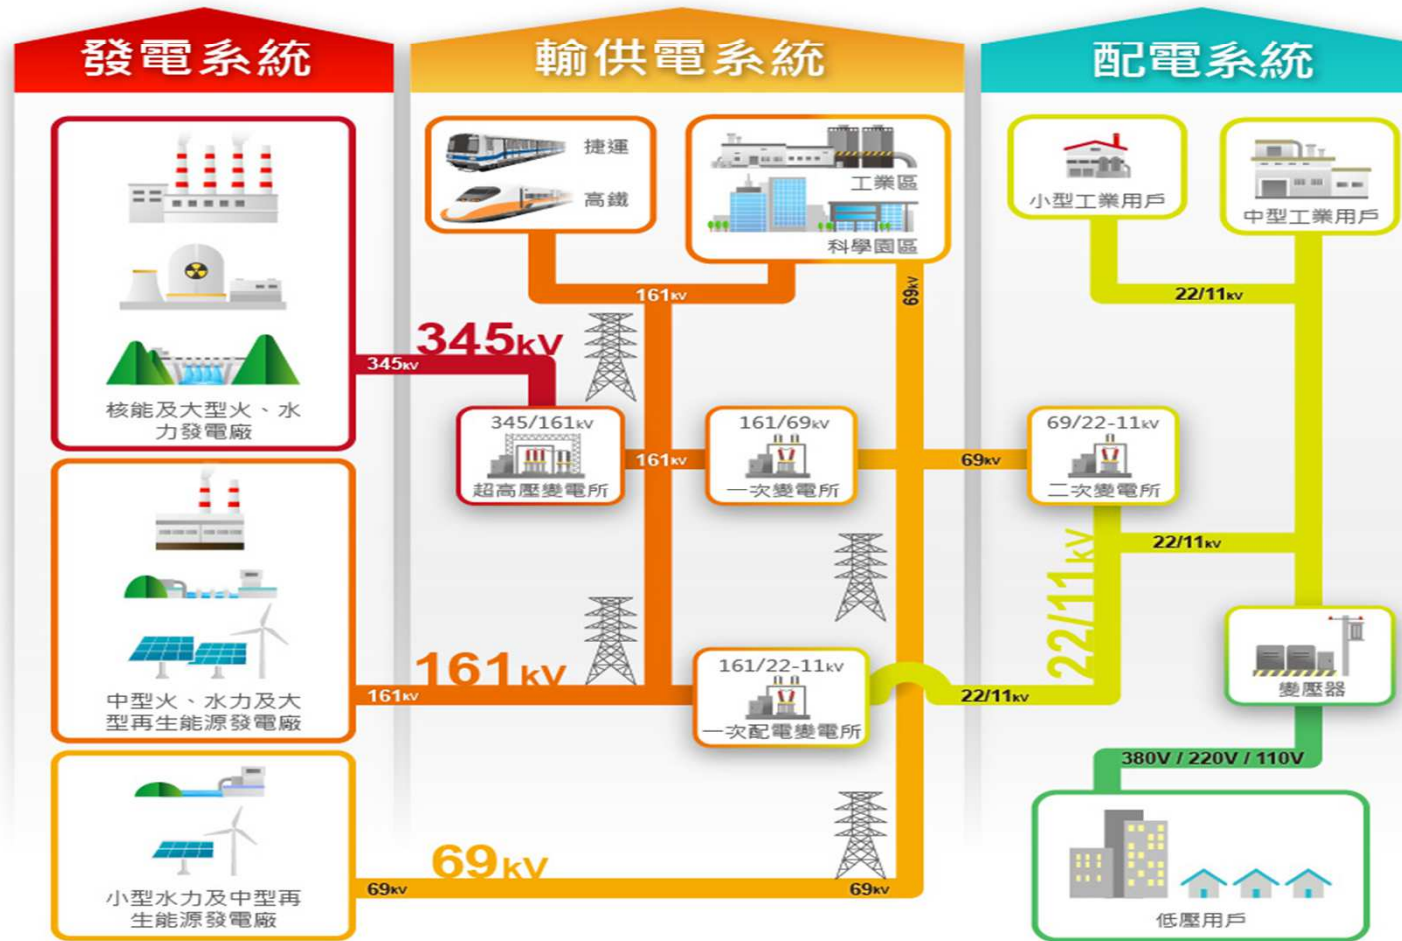 發電系統
輸供電系統
配電系統
核能及大型火、水
力發電廠
中型火、水力及大
型再生能源發電廠
小型水力及中型再
生能源發電廠
345kV
345kV
161kV
161kV
69kV
69kV
捷運
高鐵
工業區
科學園區
161kV
69kV
345/161kV
超高壓變電所
161kV
161/69kV
一次變電所
69kV
161/22-11kV
一次配電變電所
22/11kV
69kV
小型工業用戶
中型工業用戶
22/11kV
69/22-11kV
二次變電所
22/11kV
22/11kV
變壓器
380V / 220V / 110V
低壓用戶